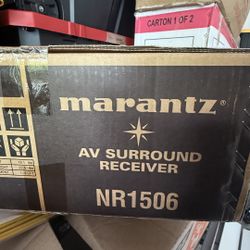 CARTON 1 OF 2
marantz®
AV SURROUND
RECEIVER
NR1506